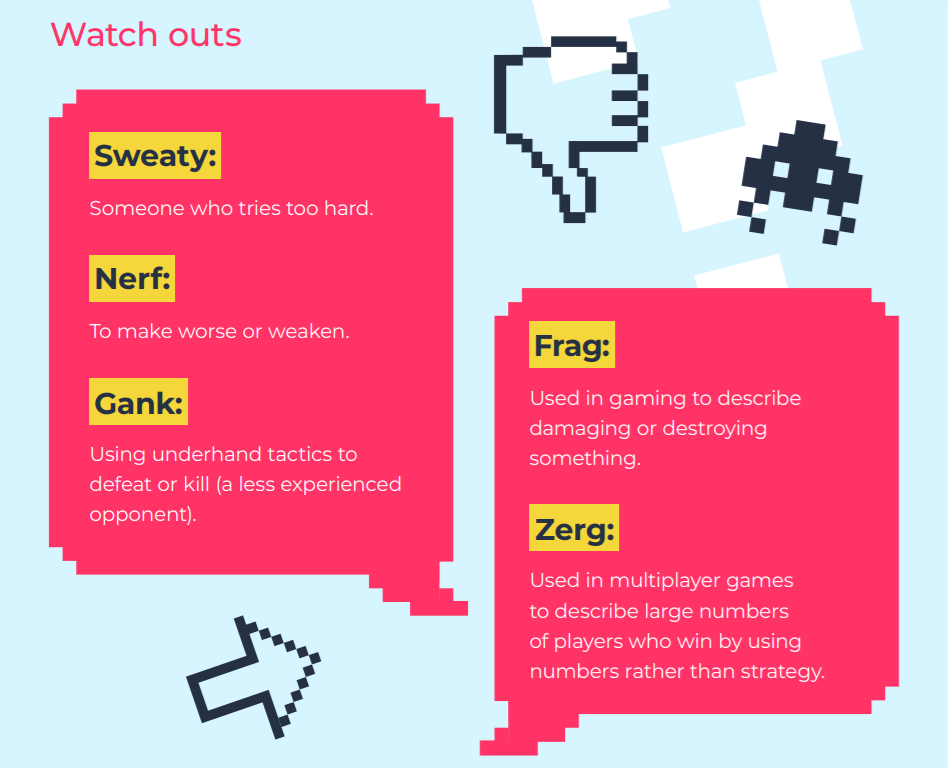 Watch outs
Sweaty:
Someone who tries too hard.
Nerf:
To make worse or weaken.
Gank:
Using underhand tactics to
defeat or kill (a less experienced
opponent).
Frag:
Used in gaming to describe
damaging or destroying
something.
Zerg:
Used in multiplayer games
to describe large numbers
of players who win by using
numbers rather than strategy.